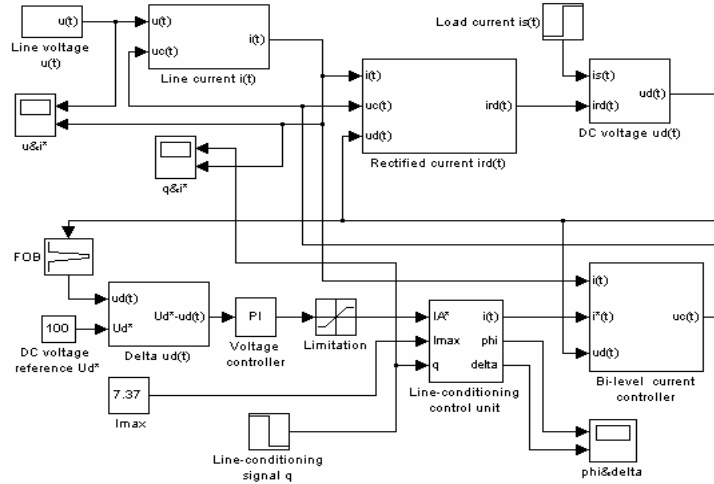 u(t)
Line voltage
u(t)
u(t)
uc(t)
i(t)
Line current i(t)
Load current is(t)
i(t)
uc(t)
ud(t)
ird(t)
Rectified current ird(t)
is(t)
ird(t)
ud(t)
DC voltage ud(t)
u&i*
q&i*
FOB
ud(t)
Ud*
Ud*-ud(t)
Delta ud(t)
100
DC voltage
reference Ud*
PI
Voltage
controller
Limitation
IA*
Imax
q
i(t)
phi
delta
Line-conditioning
control unit
i(t)
i*(t)
ud(t)
uc(t)
Bi-level current
controller
7.37
Imax
Line-conditioning
signal q
phi&delta